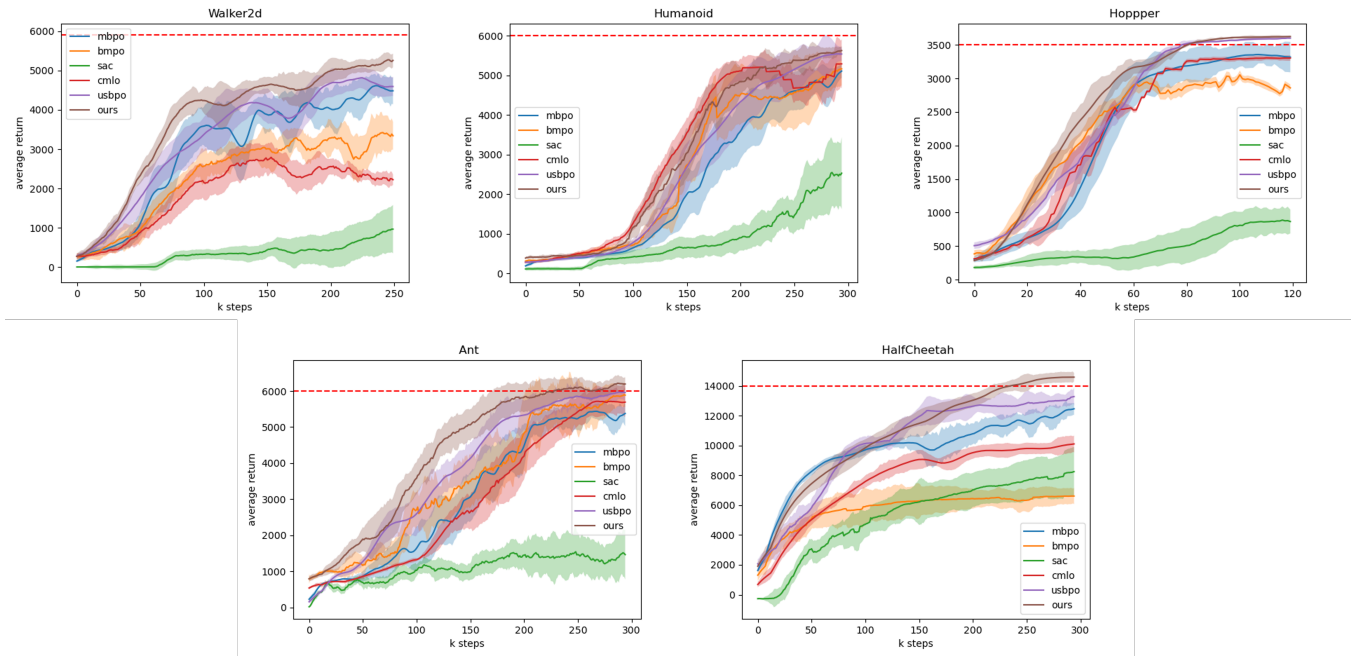 Walker2d
6000
5000
4000
3000
2000
1000
0
average return
mbpo
bmpo
sac
cmlo
usbpo
ours
0 50 100 150 200 250
k steps
Humanoid
6000
5000
4000
3000
2000
1000
0
average return
mbpo
bmpo
sac
cmlo
usbpo
ours
0 50 100 150 200 250 300
k steps
Hoppper
3500
3000
2500
2000
1500
1000
500
0
average return
mbpo
bmpo
sac
cmlo
usbpo
ours
0 20 40 60 80 100 120
k steps
Ant
6000
5000
4000
3000
2000
1000
0
average return
mbpo
bmpo
sac
cmlo
usbpo
ours
0 50 100 150 200 250 300
k steps
HalfCheetah
14000
12000
10000
8000
6000
4000
2000
0
average return
mbpo
bmpo
sac
cmlo
usbpo
ours
0 50 100 150 200 250 300
k steps